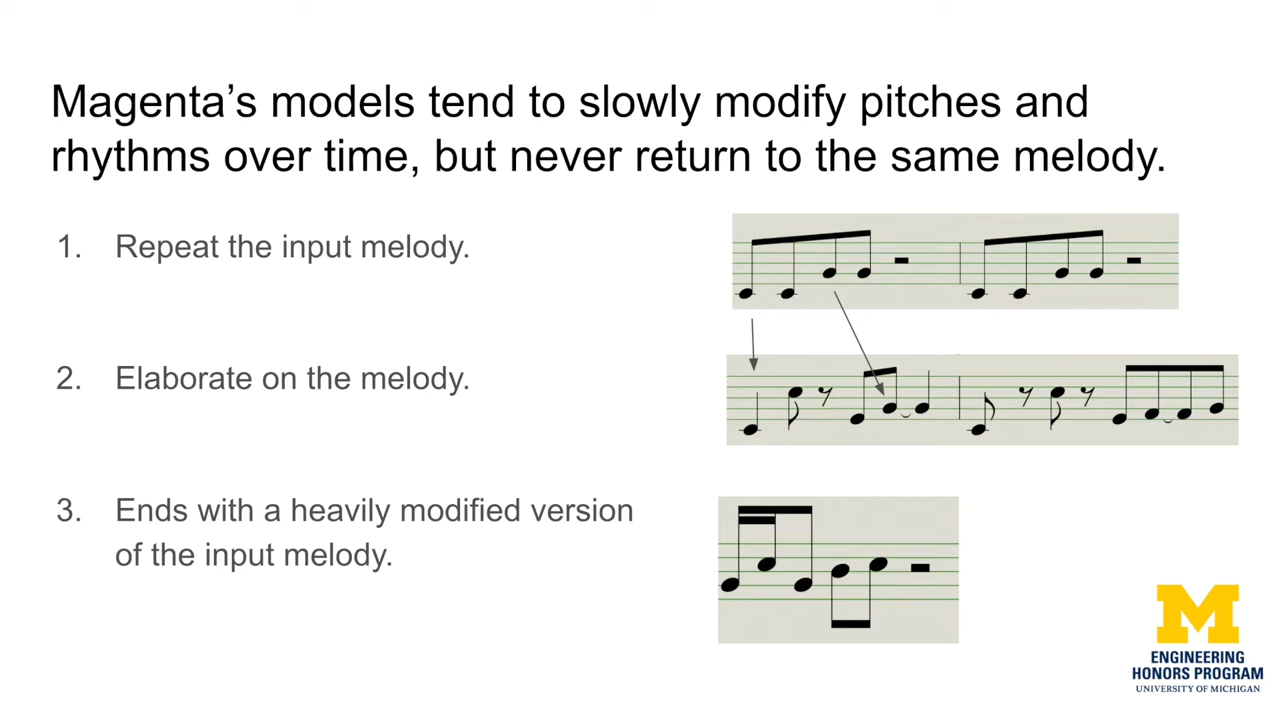 Magenta’s models tend to slowly modify pitches and
rhythms over time, but never return to the same melody.
1. Repeat the input melody.
2. Elaborate on the melody.
3. Ends with a heavily modified version
of the input melody.
M
ENGINEERING
HONORS PROGRAM
UNIVERSITY OF MICHIGAN